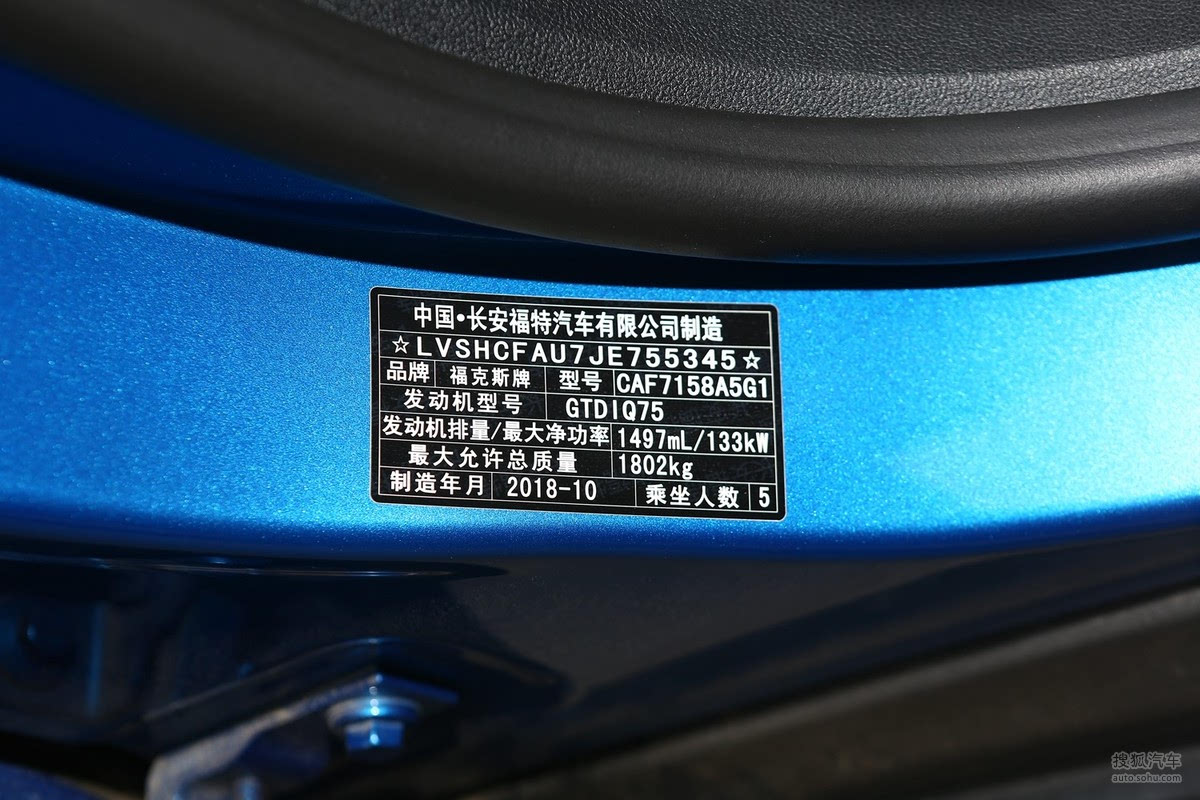 中国·长安福特汽车有限公司制造
☆LVSHCFAU7JE755345☆
品牌 福克斯牌 型号 CAF7158A5G1
发动机型号 GTDIQ75
发动机排量/最大净功率 1497mL/133kW
最大允许总质量 1802kg
制造年月 2018-10 乘坐人数 5
搜狐汽车
auto.sohu.com